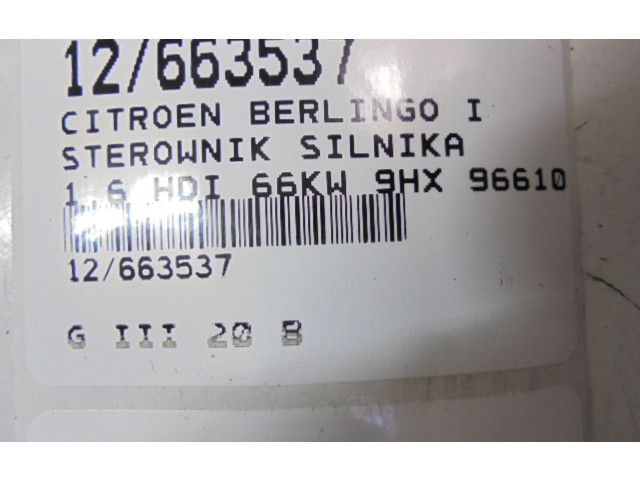 12/663537
CITROEN BERLINGO I
STEROWNIK SILNIKA
1.6 HDI 66KW 9HX 96610
12/663537
G III 20 B